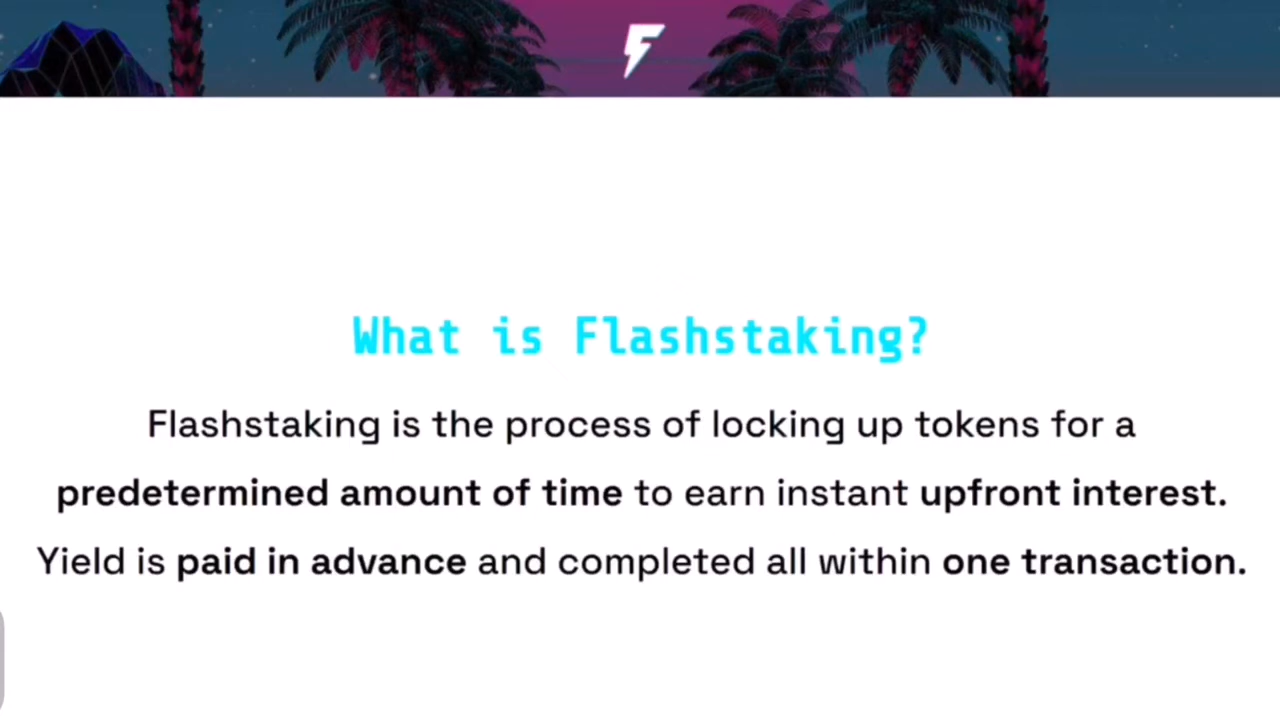 What is Flashstaking?
Flashstaking is the process of locking up tokens for a
predetermined amount of time to earn instant upfront interest.
Yield is paid in advance and completed all within one transaction.